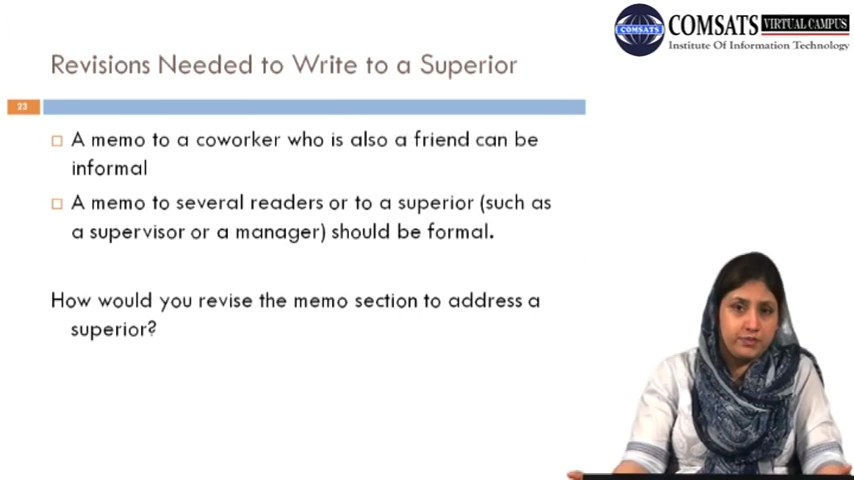 COMSATS VIRTUAL CAMPUS
COMSATS
Institute Of Information Technology
Revisions Needed to Write to a Superior
23
A memo to a coworker who is also a friend can be
informal
A memo to several readers or to a superior (such as
a supervisor or a manager) should be formal.
How would you revise the memo section to address a
superior?